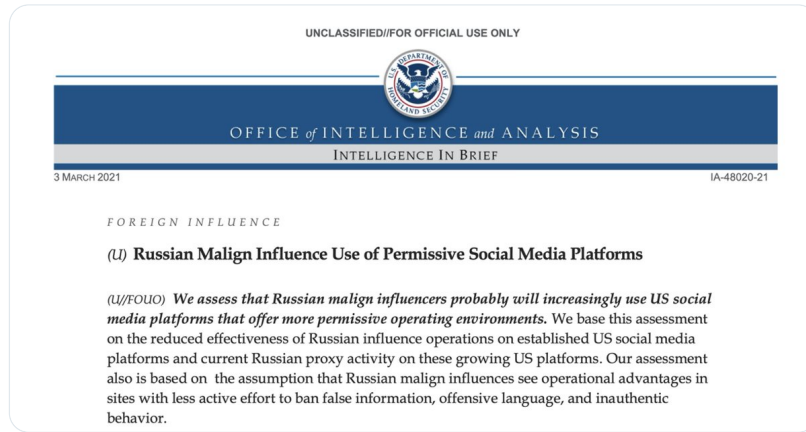 UNCLASSIFIED//FOR OFFICIAL USE ONLY
U.S. DEPARTMENT OF
HOMELAND SECURITY
OFFICE of INTELLIGENCE and ANALYSIS
INTELLIGENCE IN BRIEF
3 MARCH 2021
IA-48020-21
FOREIGN INFLUENCE
(U) Russian Malign Influence Use of Permissive Social Media Platforms
(U//FOUO) We assess that Russian malign influencers probably will increasingly use US social
media platforms that offer more permissive operating environments. We base this assessment
on the reduced effectiveness of Russian influence operations on established US social media
platforms and current Russian proxy activity on these growing US platforms. Our assessment
also is based on the assumption that Russian malign influences see operational advantages in
sites with less active effort to ban false information, offensive language, and inauthentic
behavior.